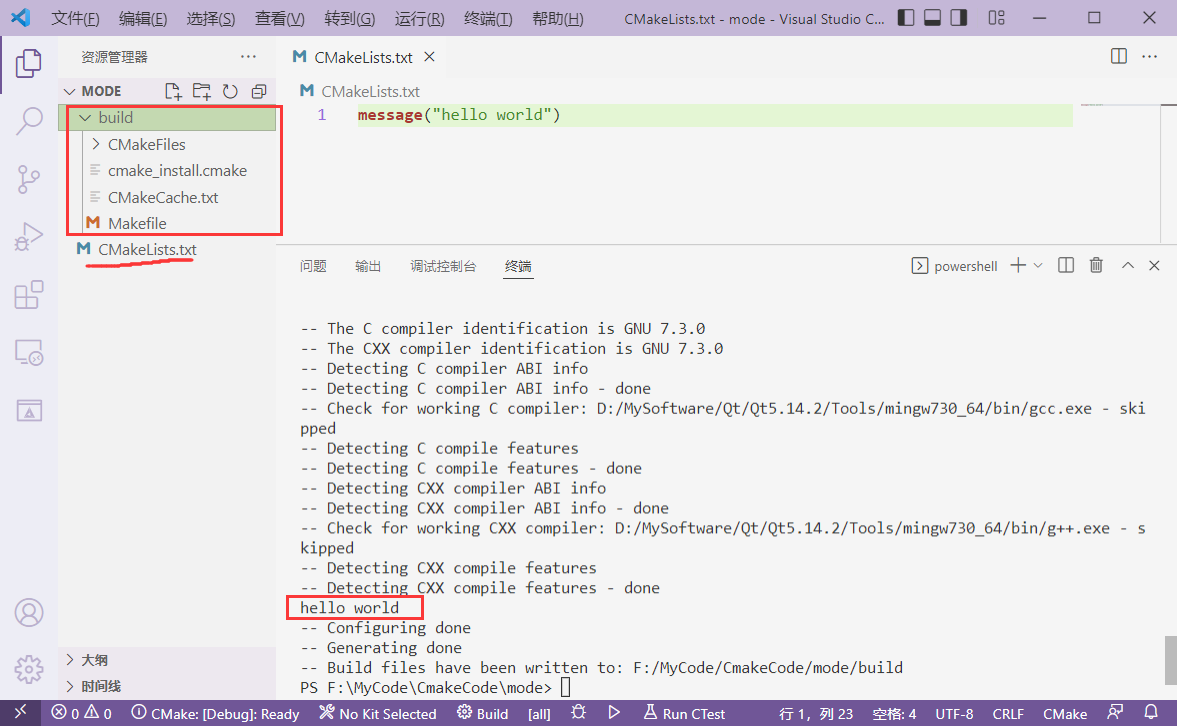 文件(F) 编辑(E) 选择(S) 查看(V) 转到(G) 运行(R) 终端(T) 帮助(H) CMakeLists.txt - mode - Visual Studio C...
资源管理器
MODE
build
CMakeFiles
cmake_install.cmake
CMakeCache.txt
Makefile
CMakeLists.txt
大纲
时间线
CMakeLists.txt
CMakeLists.txt
1 message("hello world")
问题 输出 调试控制台 终端 powershell
-- The C compiler identification is GNU 7.3.0
-- The CXX compiler identification is GNU 7.3.0
-- Detecting C compiler ABI info
-- Detecting C compiler ABI info - done
-- Check for working C compiler: D:/MySoftware/Qt/Qt5.14.2/Tools/mingw730_64/bin/gcc.exe - ski
pped
-- Detecting C compile features
-- Detecting C compile features - done
-- Detecting CXX compiler ABI info
-- Detecting CXX compiler ABI info - done
-- Check for working CXX compiler: D:/MySoftware/Qt/Qt5.14.2/Tools/mingw730_64/bin/g++.exe - s
kipped
-- Detecting CXX compile features
-- Detecting CXX compile features - done
hello world
-- Configuring done
-- Generating done
-- Build files have been written to: F:/MyCode/CmakeCode/mode/build
PS F:\MyCode\CmakeCode\mode>
0 0 CMake: [Debug]: Ready No Kit Selected Build [all] Run CTest 行 1，列 23 空格: 4 UTF-8 CRLF CMake